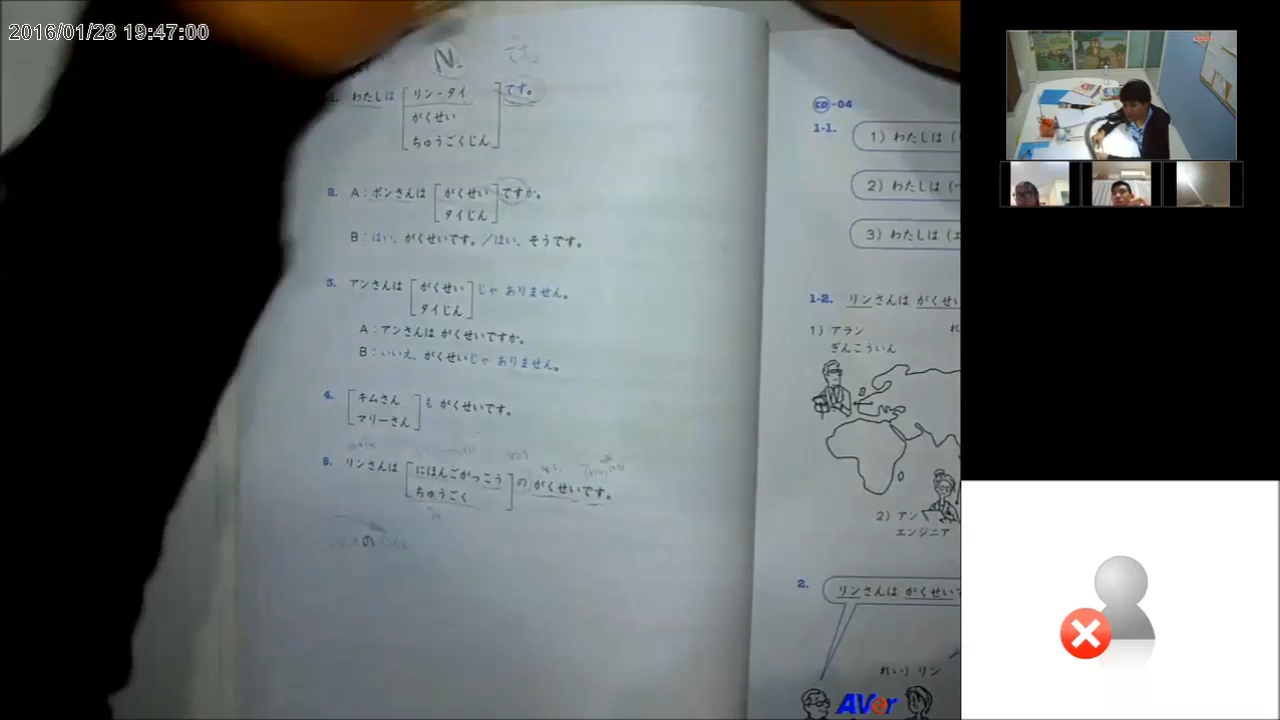 2016/01/28 19:47:00
N.
です。
1. わたしは [リン・タイ] です。
がくせい
ちゅうごくじん
2. A：ポンさんは [がくせい] ですか。
タイじん
B：はい、がくせいです。／はい、そうです。
3. アンさんは [がくせい] じゃ ありません。
タイじん
A：アンさんは がくせいですか。
B：いいえ、がくせいじゃ ありません。
4. [キムさん] も がくせいです。
マリーさん
5. リンさんは [にほんごがっこう] の がくせいです。
ちゅうごく
の
CD-04
1-1.
1）わたしは（
2）わたしは（
3）わたしは（エ
1-2. リンさんは がくせい
1）アラン
ぎんこういん
2）アン
エンジニア
2. リンさんは がくせい
れい）リン
AVer